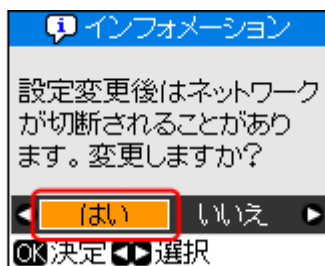 インフォメーション
設定変更後はネットワーク
が切断されることがあり
ます。変更しますか?
はい いいえ
OK決定 選択